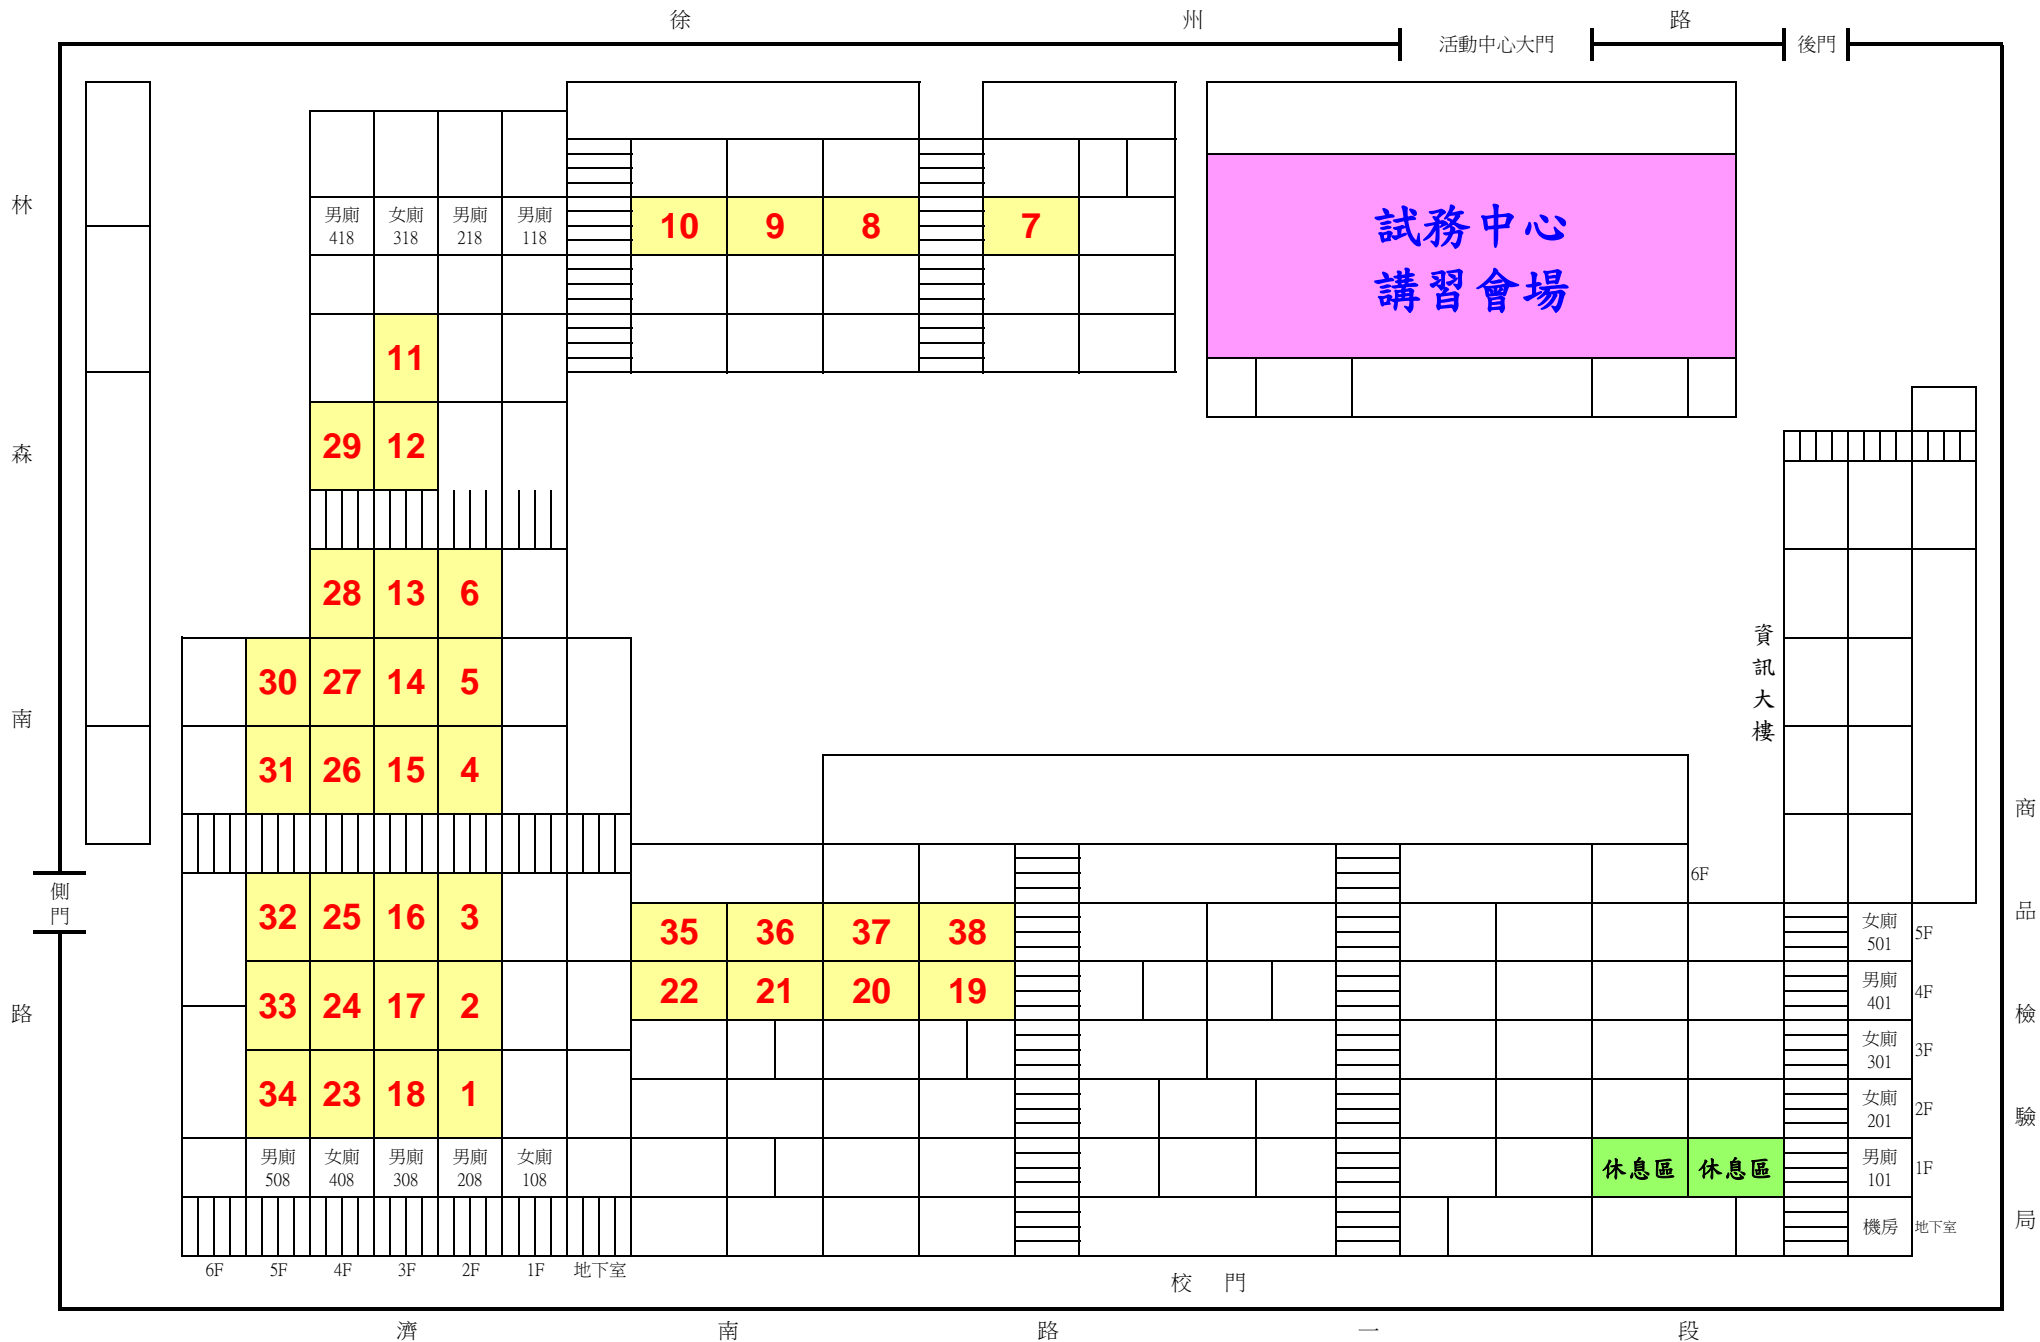 徐 州 路
活動中心大門
後門
林 森 南 路
男廁 418
女廁 318
男廁 218
男廁 118
10 9 8 7
試務中心
講習會場
11
29 12
28 13 6
30 27 14 5
31 26 15 4
資訊大樓
側門
6F
32 25 16 3
35 36 37 38
女廁 501
5F
33 24 17 2
22 21 20 19
男廁 401
4F
女廁 301
3F
34 23 18 1
女廁 201
2F
男廁 508
女廁 408
男廁 308
男廁 208
女廁 108
休息區 休息區
男廁 101
1F
機房
地下室
6F 5F 4F 3F 2F 1F 地下室
校 門
商 品 檢 驗 局
濟 南 路 一 段